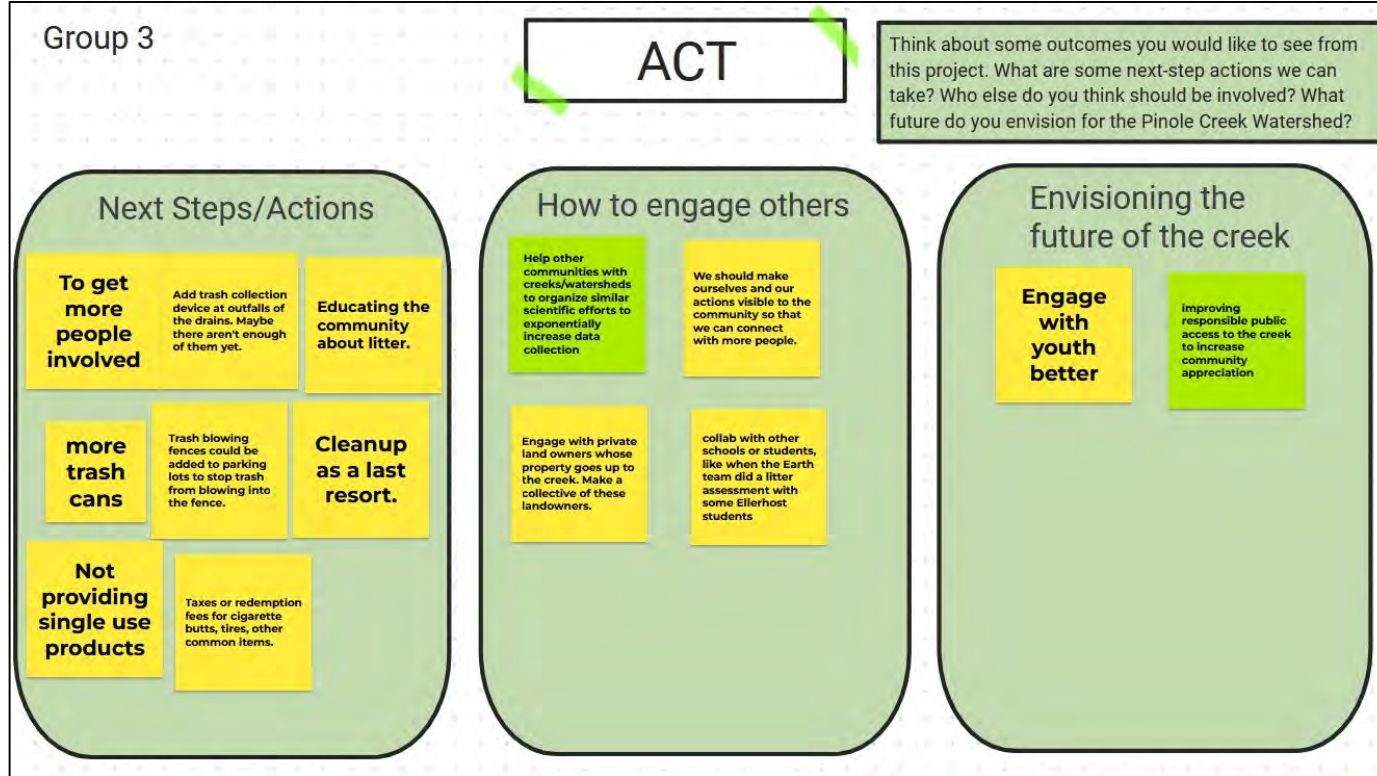 Group 3
ACT
Think about some outcomes you would like to see from
this project. What are some next-step actions we can
take? Who else do you think should be involved? What
future do you envision for the Pinole Creek Watershed?
Next Steps/Actions
To get
more
people
involved
Add trash collection
device at outfalls of
the drains. Maybe
there aren't enough
of them yet.
Educating the
community
about litter.
more
trash
cans
Trash blowing
fences could be
added to parking
lots to stop trash
from blowing into
the fence.
Cleanup
as a last
resort.
Not
providing
single use
products
Taxes or redemption
fees for cigarette
butts, tires, other
common items.
How to engage others
Help other
communities with
creeks/watersheds
to organize similar
scientific efforts to
exponentially
increase data
collection
We should make
ourselves and our
actions visible to the
community so that
we can connect
with more people.
Engage with private
land owners whose
property goes up to
the creek. Make a
collective of these
landowners.
collab with other
schools or students,
like when the Earth
team did a litter
assessment with
some Ellerhost
students
Envisioning the
future of the creek
Engage
with
youth
better
Improving
responsible public
access to the creek
to increase
community
appreciation